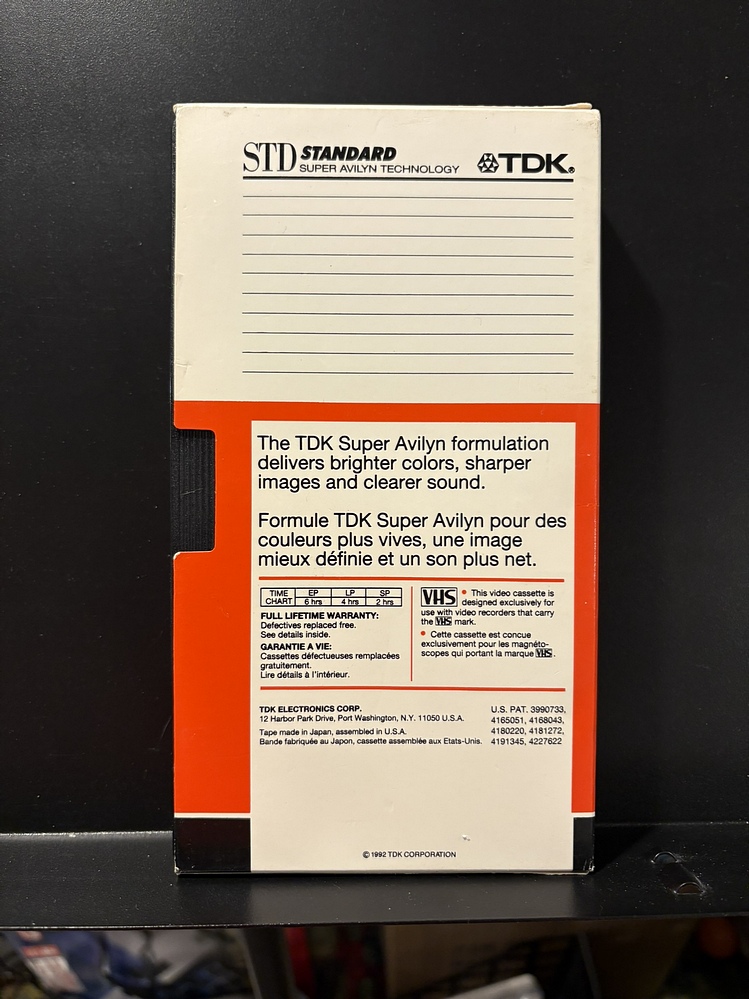 STD STANDARD
SUPER AVILYN TECHNOLOGY
TDK®
The TDK Super Avilyn formulation
delivers brighter colors, sharper
images and clearer sound.
Formule TDK Super Avilyn pour des
couleurs plus vives, une image
mieux définie et un son plus net.
TIME CHART EP LP SP
6 hrs 4 hrs 2 hrs
FULL LIFETIME WARRANTY:
Defectives replaced free.
See details inside.
GARANTIE A VIE:
Cassettes défectueuses remplacées
gratuitement.
Lire détails à l'intérieur.
VHS • This video cassette is
designed exclusively for
use with video recorders that carry
the VHS mark.
• Cette cassette est concue
exclusivement pour les magnéto-
scopes qui portant la marque VHS.
TDK ELECTRONICS CORP.
12 Harbor Park Drive, Port Washington, N.Y. 11050 U.S.A.
Tape made in Japan, assembled in U.S.A.
Bande fabriquée au Japon, cassette assemblée aux Etats-Unis.
U.S. PAT. 3990733,
4165051, 4168043,
4180220, 4181272,
4191345, 4227622
© 1992 TDK CORPORATION